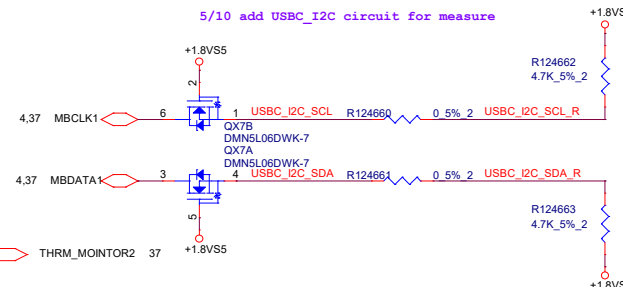 5/10 add USBC_I2C circuit for measure
+1.8VS
+1.8VS5
R124662
4.7K_5%_2
2
4,37 MBCLK1 6 1 USBC_I2C_SCL R124660 0_5%_2 USBC_I2C_SCL_R
QX7B
DMN5L06DWK-7
QX7A
DMN5L06DWK-7
4,37 MBDATA1 3 4 USBC_I2C_SDA R124661 0_5%_2 USBC_I2C_SDA_R
5
R124663
4.7K_5%_2
+1.8VS5
THRM_MOINTOR2 37
+1.8VS